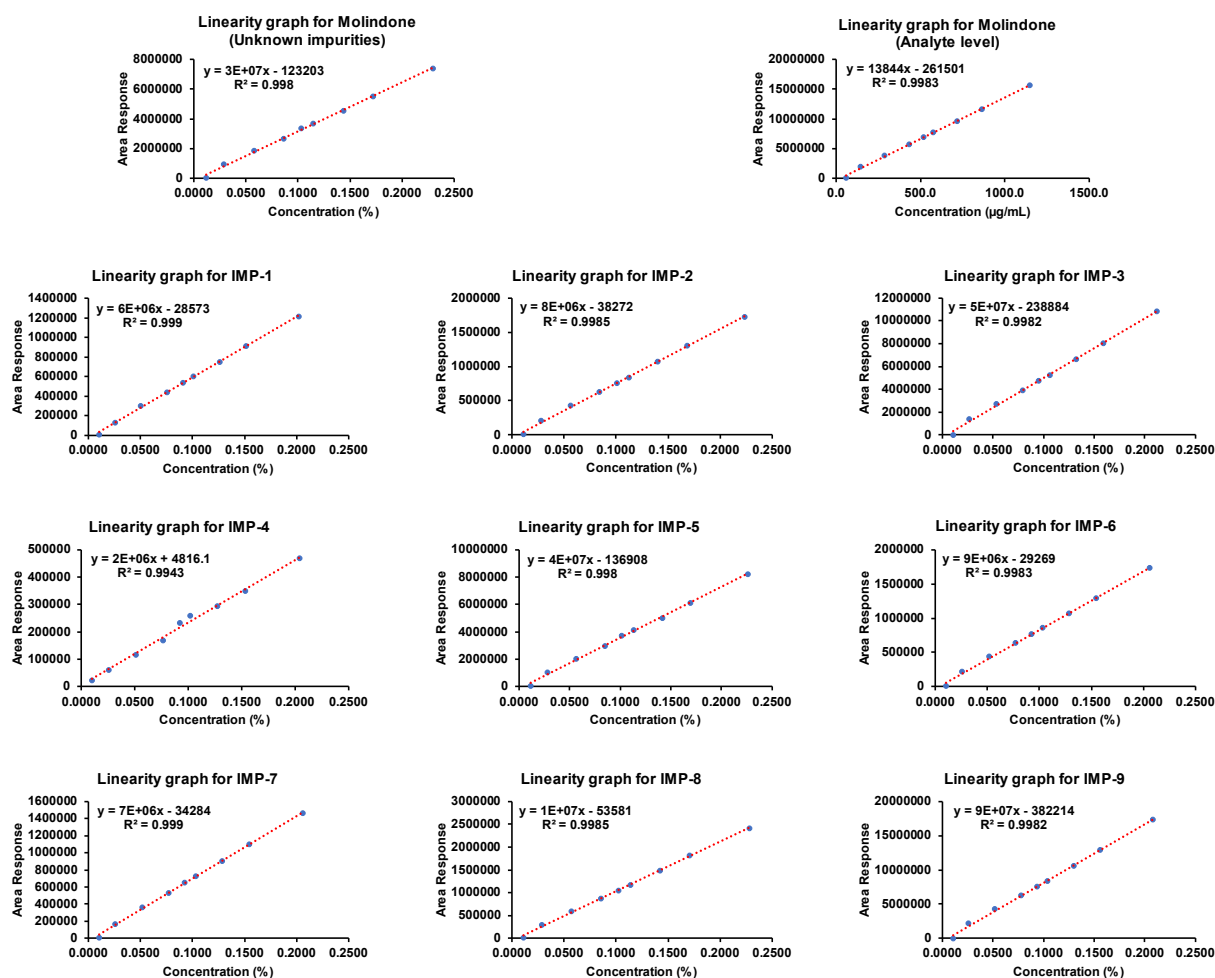 Linearity graph for Molindone
(Unknown impurities)
y = 3E+07x - 123203
R² = 0.998
Area Response
8000000
6000000
4000000
2000000
0
0.0000 0.0500 0.1000 0.1500 0.2000 0.2500
Concentration (%)
Linearity graph for Molindone
(Analyte level)
y = 13844x - 261501
R² = 0.9983
Area Response
20000000
15000000
10000000
5000000
0
0.0 500.0 1000.0 1500.0
Concentration (µg/mL)
Linearity graph for IMP-1
y = 6E+06x - 28573
R² = 0.999
Area Response
1400000
1200000
1000000
800000
600000
400000
200000
0
0.0000 0.0500 0.1000 0.1500 0.2000 0.2500
Concentration (%)
Linearity graph for IMP-2
y = 8E+06x - 38272
R² = 0.9985
Area Response
2000000
1500000
1000000
500000
0
0.0000 0.0500 0.1000 0.1500 0.2000 0.2500
Concentration (%)
Linearity graph for IMP-3
y = 5E+07x - 238884
R² = 0.9982
Area Response
12000000
10000000
8000000
6000000
4000000
2000000
0
0.0000 0.0500 0.1000 0.1500 0.2000 0.2500
Concentration (%)
Linearity graph for IMP-4
y = 2E+06x + 4816.1
R² = 0.9943
Area Response
500000
400000
300000
200000
100000
0
0.0000 0.0500 0.1000 0.1500 0.2000 0.2500
Concentration (%)
Linearity graph for IMP-5
y = 4E+07x - 136908
R² = 0.998
Area Response
10000000
8000000
6000000
4000000
2000000
0
0.0000 0.0500 0.1000 0.1500 0.2000 0.2500
Concentration (%)
Linearity graph for IMP-6
y = 9E+06x - 29269
R² = 0.9983
Area Response
2000000
1500000
1000000
500000
0
0.0000 0.0500 0.1000 0.1500 0.2000 0.2500
Concentration (%)
Linearity graph for IMP-7
y = 7E+06x - 34284
R² = 0.999
Area Response
1600000
1400000
1200000
1000000
800000
600000
400000
200000
0
0.0000 0.0500 0.1000 0.1500 0.2000 0.2500
Concentration (%)
Linearity graph for IMP-8
y = 1E+07x - 53581
R² = 0.9985
Area Response
3000000
2500000
2000000
1500000
1000000
500000
0
0.0000 0.0500 0.1000 0.1500 0.2000 0.2500
Concentration (%)
Linearity graph for IMP-9
y = 9E+07x - 382214
R² = 0.9982
Area Response
20000000
15000000
10000000
5000000
0
0.0000 0.0500 0.1000 0.1500 0.2000 0.2500
Concentration (%)